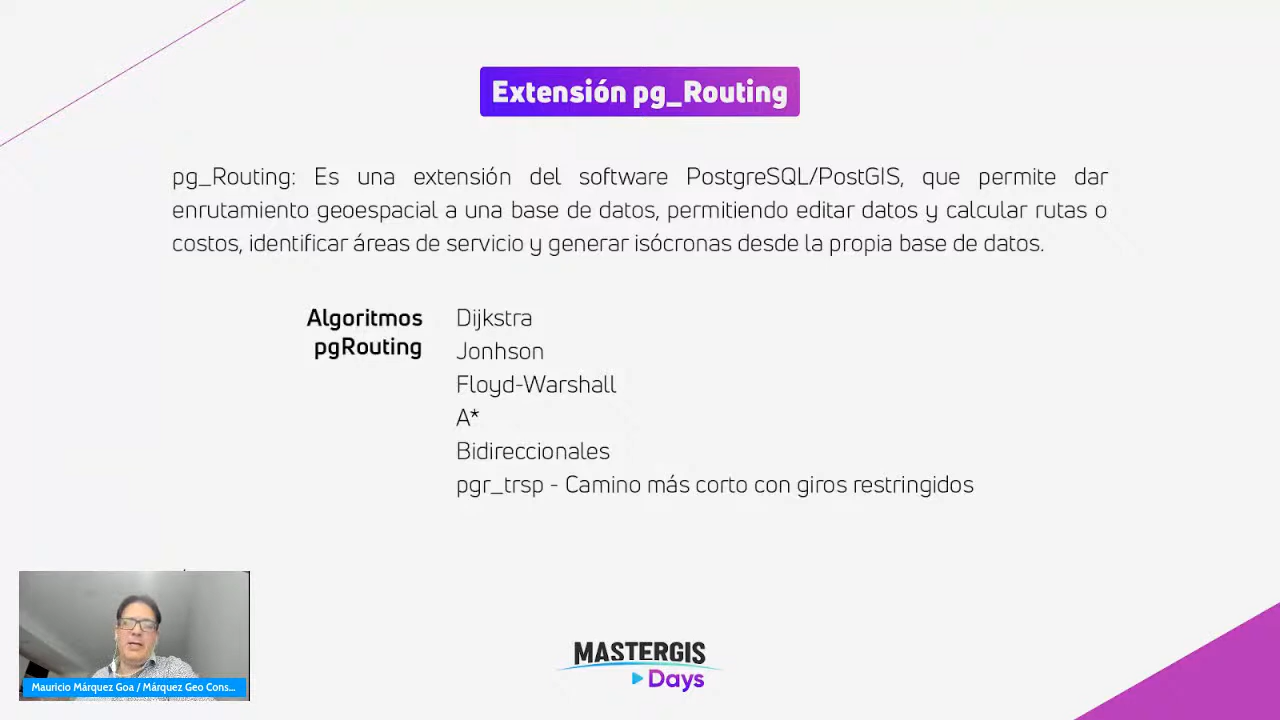 Extensión pg_Routing
pg_Routing: Es una extensión del software PostgreSQL/PostGIS, que permite dar
enrutamiento geoespacial a una base de datos, permitiendo editar datos y calcular rutas o
costos, identificar áreas de servicio y generar isócronas desde la propia base de datos.
Algoritmos
pgRouting
Dijkstra
Jonhson
Floyd-Warshall
A*
Bidireccionales
pgr_trsp - Camino más corto con giros restringidos
Mauricio Márquez Goa / Márquez Geo Cons...
MASTERGIS
Days